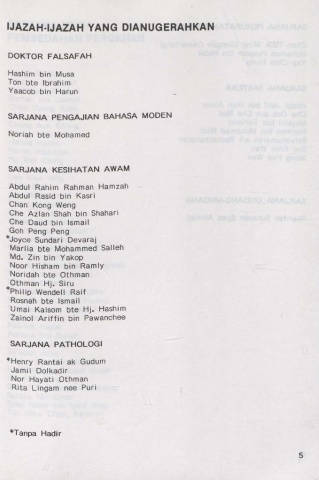 IJAZAH-IJAZAH YANG DIANUGERAHKAN
DOKTOR FALSAFAH
Hashim bin Musa
Ton bte Ibrahim
Yaacob bin Harun
SARJANA PENGAJIAN BAHASA MODEN
Noriah bte Mohamed
SARJANA KESIHATAN AWAM
Abdul Rahim Rahman Hamzah
Abdul Rasid bin Kasri
Chan Kong Weng
Che Azlan Shah bin Shahari
Che Daud bin Ismail
Goh Peng Peng
*Joyce Sundari Devaraj
Marlia bte Mohammed Salleh
Md. Zin bin Yakop
Noor Hisham bin Ramly
Noridah bte Othman
Othman Hj. Siru
*Philip Wendell Raif
Rosnah bte Ismail
Umai Kalsom bte Hj. Hashim
Zainol Ariffin bin Pawanchee
SARJANA PATHOLOGI
*Henry Rantai ak Gudum
Jamil Dolkadir
Nor Hayati Othman
Rita Lingam nee Puri
*Tanpa Hadir
5